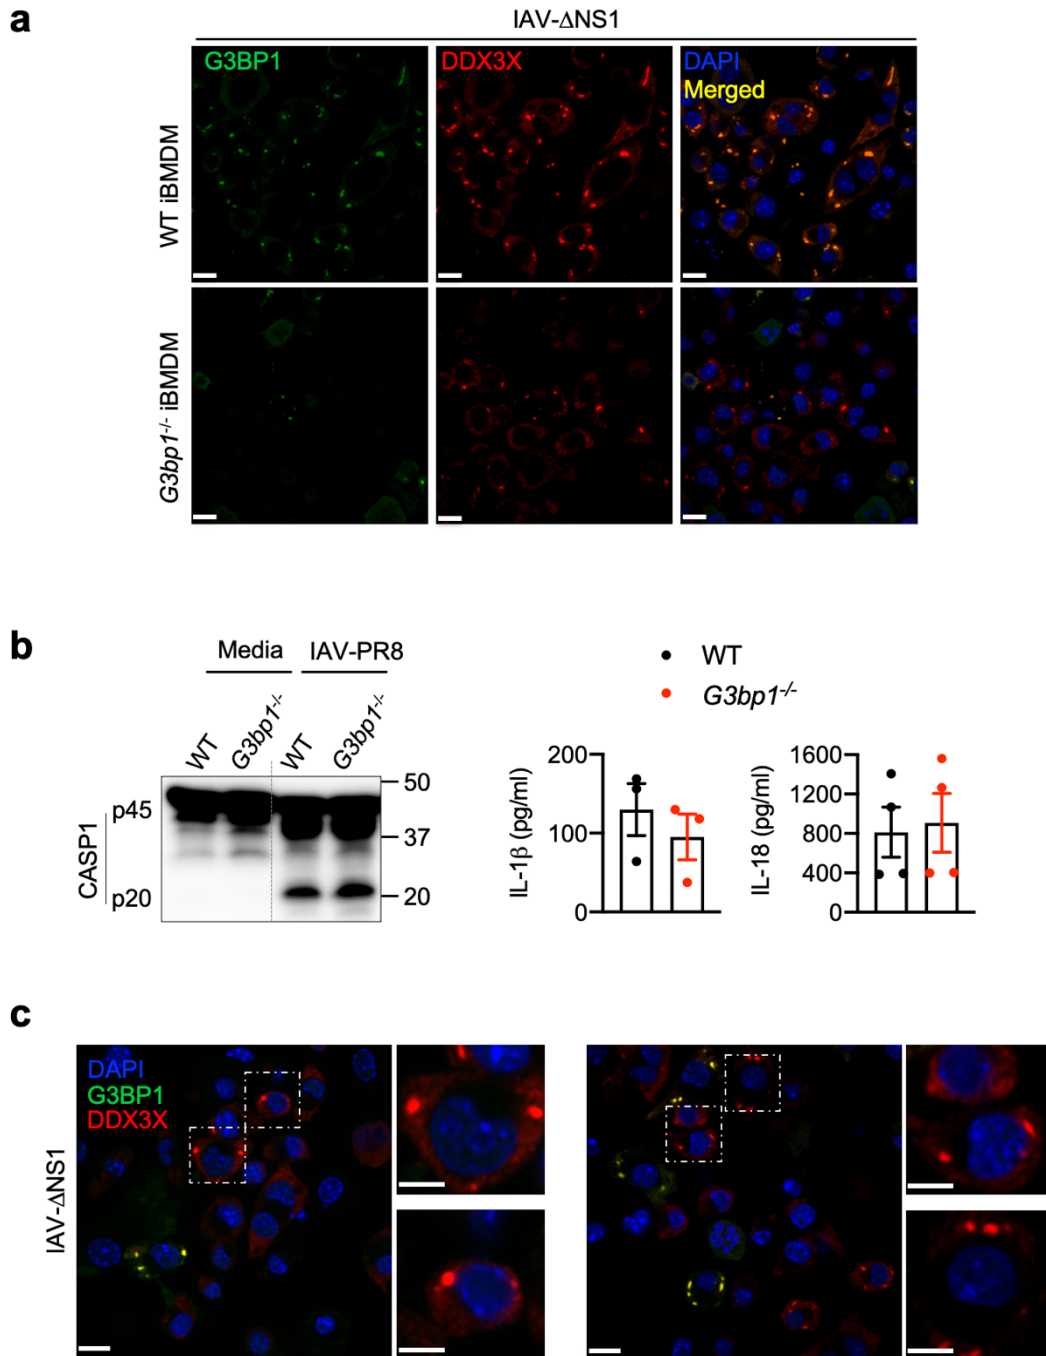 a
IAV-ΔNS1
G3BP1
DDX3X
DAPI
Merged
WT iBMDM
G3bp1-/- iBMDM
b
Media
IAV-PR8
WT
G3bp1-/-
WT
G3bp1-/-
CASP1
p45
p20
50
37
20
WT
G3bp1-/-
IL-1β (pg/ml)
200
100
0
IL-18 (pg/ml)
1600
1200
800
400
0
c
IAV-ΔNS1
DAPI
G3BP1
DDX3X